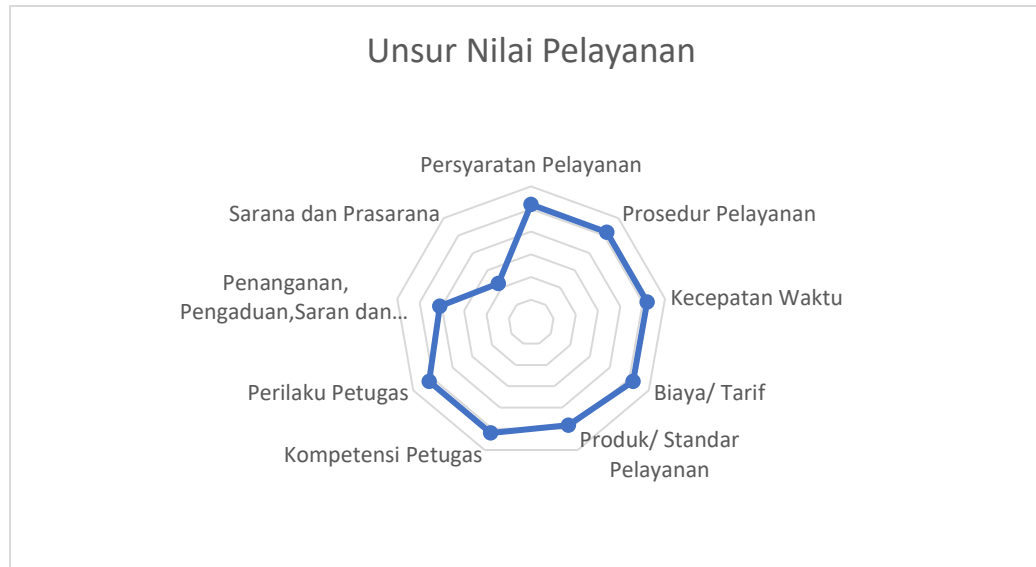 Unsur Nilai Pelayanan
Persyaratan Pelayanan
Prosedur Pelayanan
Kecepatan Waktu
Biaya/ Tarif
Produk/ Standar
Pelayanan
Kompetensi Petugas
Perilaku Petugas
Penanganan,
Pengaduan,Saran dan...
Sarana dan Prasarana